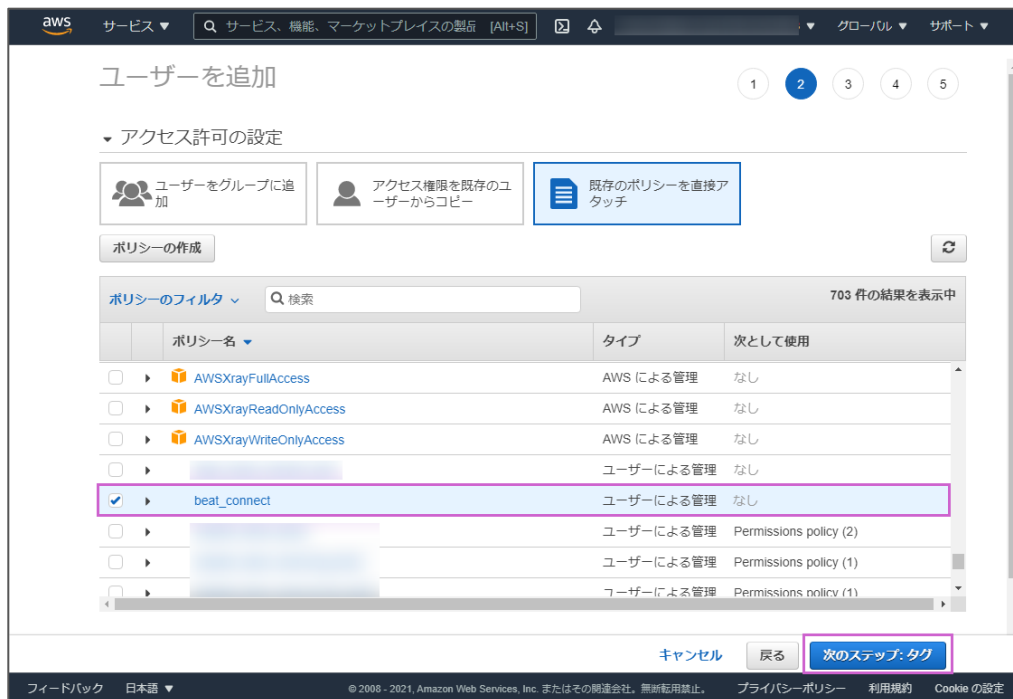 aws サービス ▼ サービス、機能、マーケットプレイスの製品 [Alt+S] ▼ グローバル ▼ サポート ▼
ユーザーを追加 1 2 3 4 5
アクセス許可の設定
ユーザーをグループに追
加
アクセス権限を既存のユ
ーザーからコピー
既存のポリシーを直接ア
タッチ
ポリシーの作成
ポリシーのフィルタ 検索 703 件の結果を表示中
ポリシー名 タイプ 次として使用
AWSXrayFullAccess AWS による管理 なし
AWSXrayReadOnlyAccess AWS による管理 なし
AWSXrayWriteOnlyAccess AWS による管理 なし
ユーザーによる管理 なし
beat_connect ユーザーによる管理 なし
ユーザーによる管理 Permissions policy (2)
ユーザーによる管理 Permissions policy (1)
ユーザーによる管理 Permissions policy (1)
キャンセル 戻る 次のステップ: タグ
フィードバック 日本語 ▼ © 2008 - 2021, Amazon Web Services, Inc. またはその関連会社。無断転用禁止。 プライバシーポリシー 利用規約 Cookie の設定